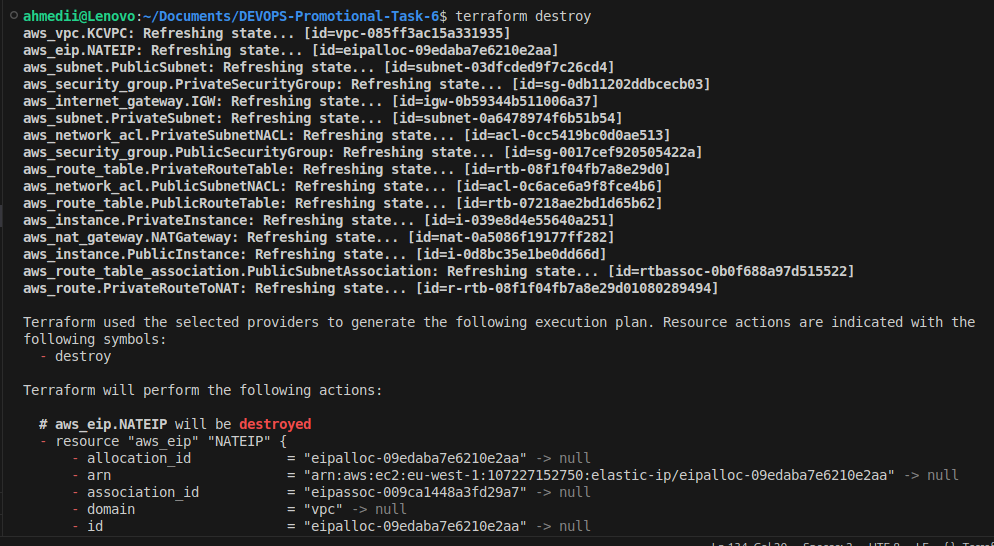 ahmedii@Lenovo:~/Documents/DEVOPS-Promotional-Task-6$ terraform destroy
aws_vpc.KCVPC: Refreshing state... [id=vpc-085ff3ac15a331935]
aws_eip.NATEIP: Refreshing state... [id=eipalloc-09edaba7e6210e2aa]
aws_subnet.PublicSubnet: Refreshing state... [id=subnet-03dfcded9f7c26cd4]
aws_security_group.PrivateSecurityGroup: Refreshing state... [id=sg-0db11202ddbcecb03]
aws_internet_gateway.IGW: Refreshing state... [id=igw-0b59344b511006a37]
aws_subnet.PrivateSubnet: Refreshing state... [id=subnet-0a6478974f6b51b54]
aws_network_acl.PrivateSubnetNACL: Refreshing state... [id=acl-0cc5419bc0d0ae513]
aws_security_group.PublicSecurityGroup: Refreshing state... [id=sg-0017cef920505422a]
aws_route_table.PrivateRouteTable: Refreshing state... [id=rtb-08f1f04fb7a8e29d0]
aws_network_acl.PublicSubnetNACL: Refreshing state... [id=acl-0c6ace6a9f8fce4b6]
aws_route_table.PublicRouteTable: Refreshing state... [id=rtb-07218ae2bd1d65b62]
aws_instance.PrivateInstance: Refreshing state... [id=i-039e8d4e55640a251]
aws_nat_gateway.NATGateway: Refreshing state... [id=nat-0a5086f19177ff282]
aws_instance.PublicInstance: Refreshing state... [id=i-0d8bc35e1be0dd66d]
aws_route_table_association.PublicSubnetAssociation: Refreshing state... [id=rtbassoc-0b0f688a97d515522]
aws_route.PrivateRouteToNAT: Refreshing state... [id=r-rtb-08f1f04fb7a8e29d01080289494]
Terraform used the selected providers to generate the following execution plan. Resource actions are indicated with the
following symbols:
- destroy
Terraform will perform the following actions:
# aws_eip.NATEIP will be destroyed
- resource "aws_eip" "NATEIP" {
- allocation_id = "eipalloc-09edaba7e6210e2aa" -> null
- arn = "arn:aws:ec2:eu-west-1:107227152750:elastic-ip/eipalloc-09edaba7e6210e2aa" -> null
- association_id = "eipassoc-009ca1448a3fd29a7" -> null
- domain = "vpc" -> null
- id = "eipalloc-09edaba7e6210e2aa" -> null